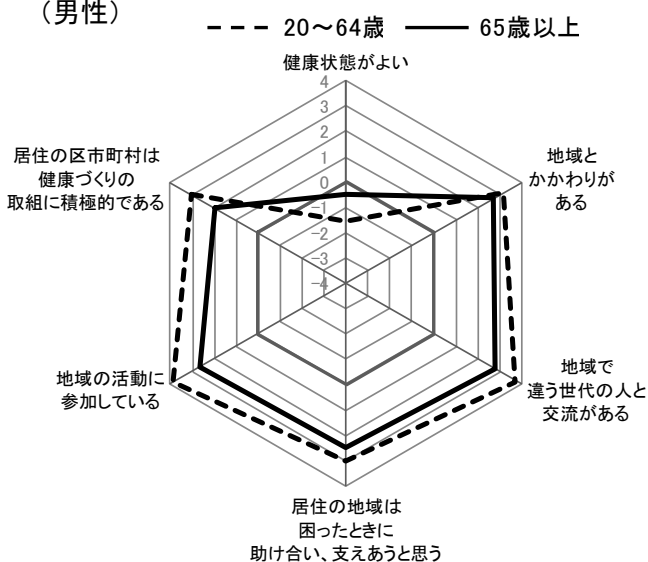 （男性）
20～64歳
65歳以上
健康状態がよい
4
3
2
1
0
−1
−2
−3
−4
地域と
かかわりが
ある
地域で
違う世代の人と
交流がある
居住の地域は
困ったときに
助け合い、支えあうと思う
地域の活動に
参加している
居住の区市町村は
健康づくりの
取組に積極的である